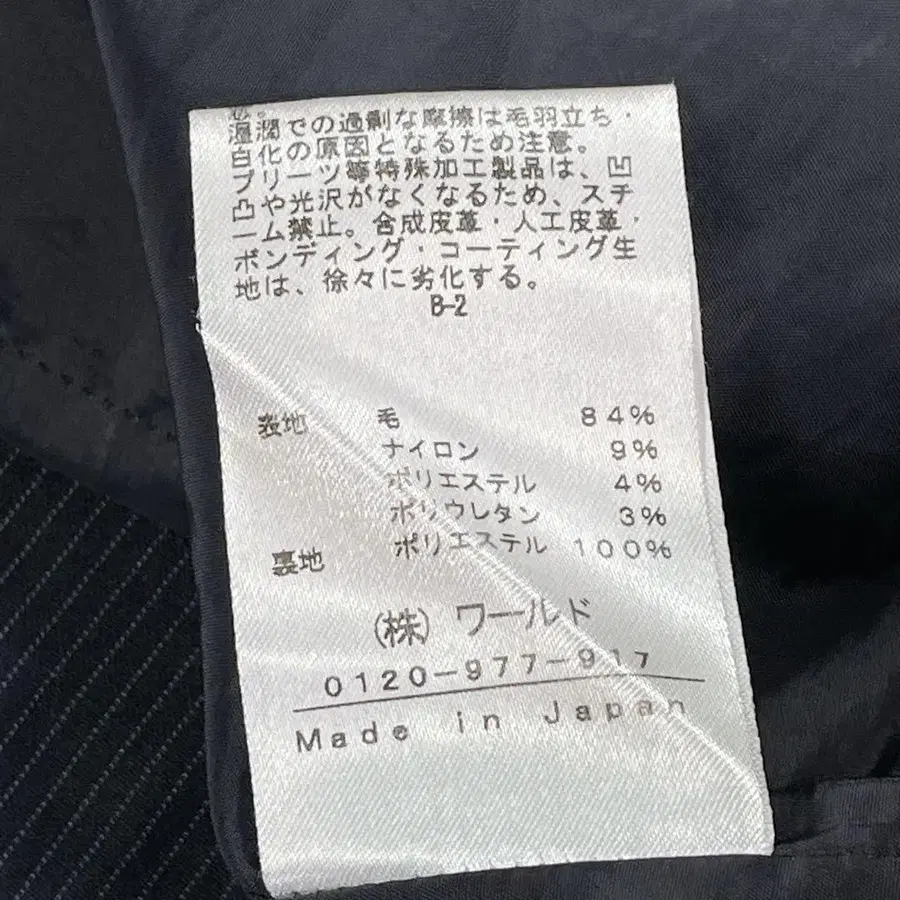 湿潤での過剰な摩擦は毛羽立ち・
白化の原因となるため注意。
プリーツ等特殊加工製品は、凹
凸や光沢がなくなるため、スチ
ーム禁止。合成皮革・人工皮革・
ボンディング・コーティング生
地は、徐々に劣化する。
B-2
表地 毛 84%
ナイロン 9%
ポリエステル 4%
ポリウレタン 3%
裏地 ポリエステル 100%
(株) ワールド
0120-977-917
Made in Japan